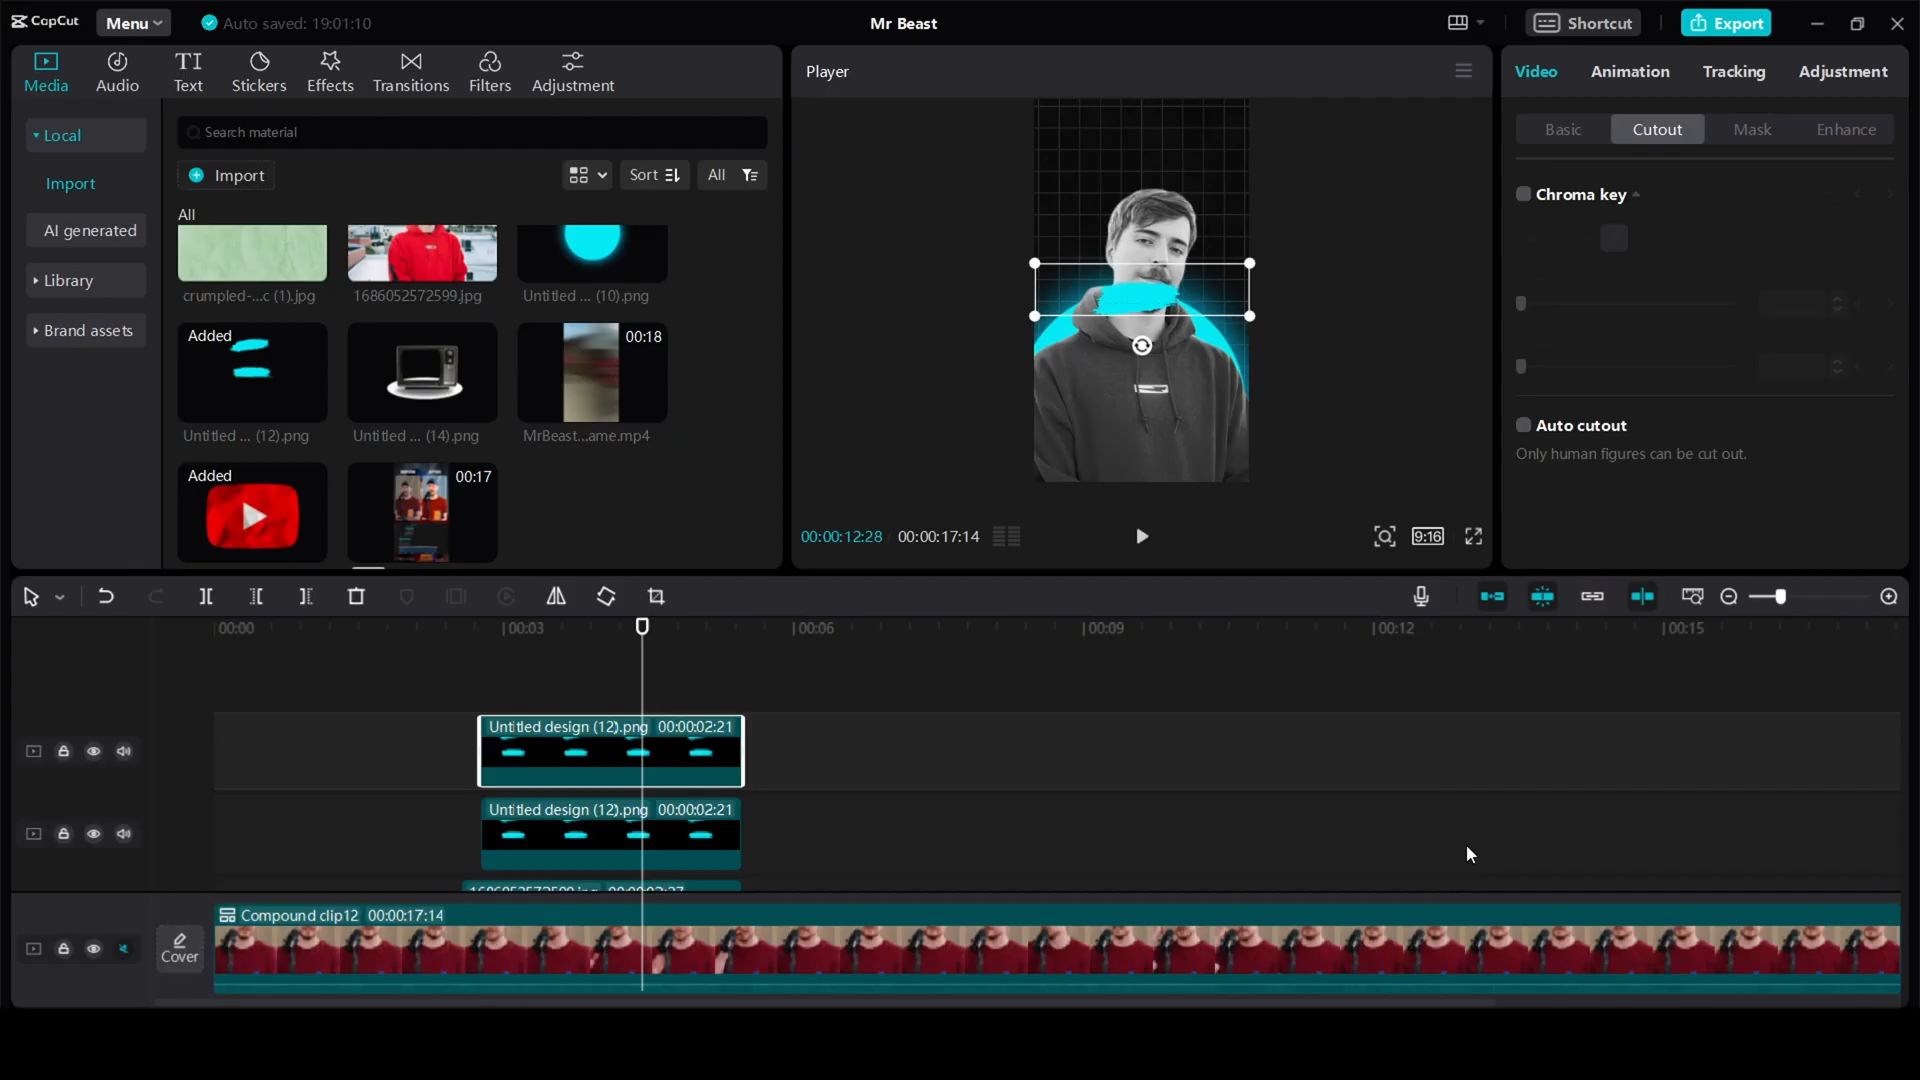 CapCut
Menu
Auto saved: 19:01:10
Mr Beast
Shortcut
Export
Media
Audio
Text
Stickers
Effects
Transitions
Filters
Adjustment
Player
Video
Animation
Tracking
Adjustment
Local
Import
AI generated
Library
Brand assets
Search material
Import
Sort
All
All
crumpled-...c (1).jpg
1686052572599.jpg
Untitled ... (10).png
Added
00:18
Untitled ... (12).png
Untitled ... (14).png
MrBeast...ame.mp4
Added
00:17
Basic
Cutout
Mask
Enhance
Chroma key
Auto cutout
Only human figures can be cut out.
00:00:12:28
00:00:17:14
9:16
00:00
00:03
00:06
00:09
00:12
00:15
Untitled design (12).png 00:00:02:21
Untitled design (12).png 00:00:02:21
1686052572599.jpg 00:00:02:27
Cover
Compound clip12 00:00:17:14